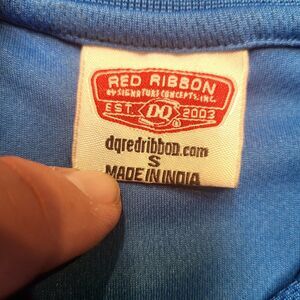 RED RIBBON
BY SIGNATURE CONCEPTS, INC.
EST. DQ® 2003
dqredribbon.com
S
MADE IN INDIA